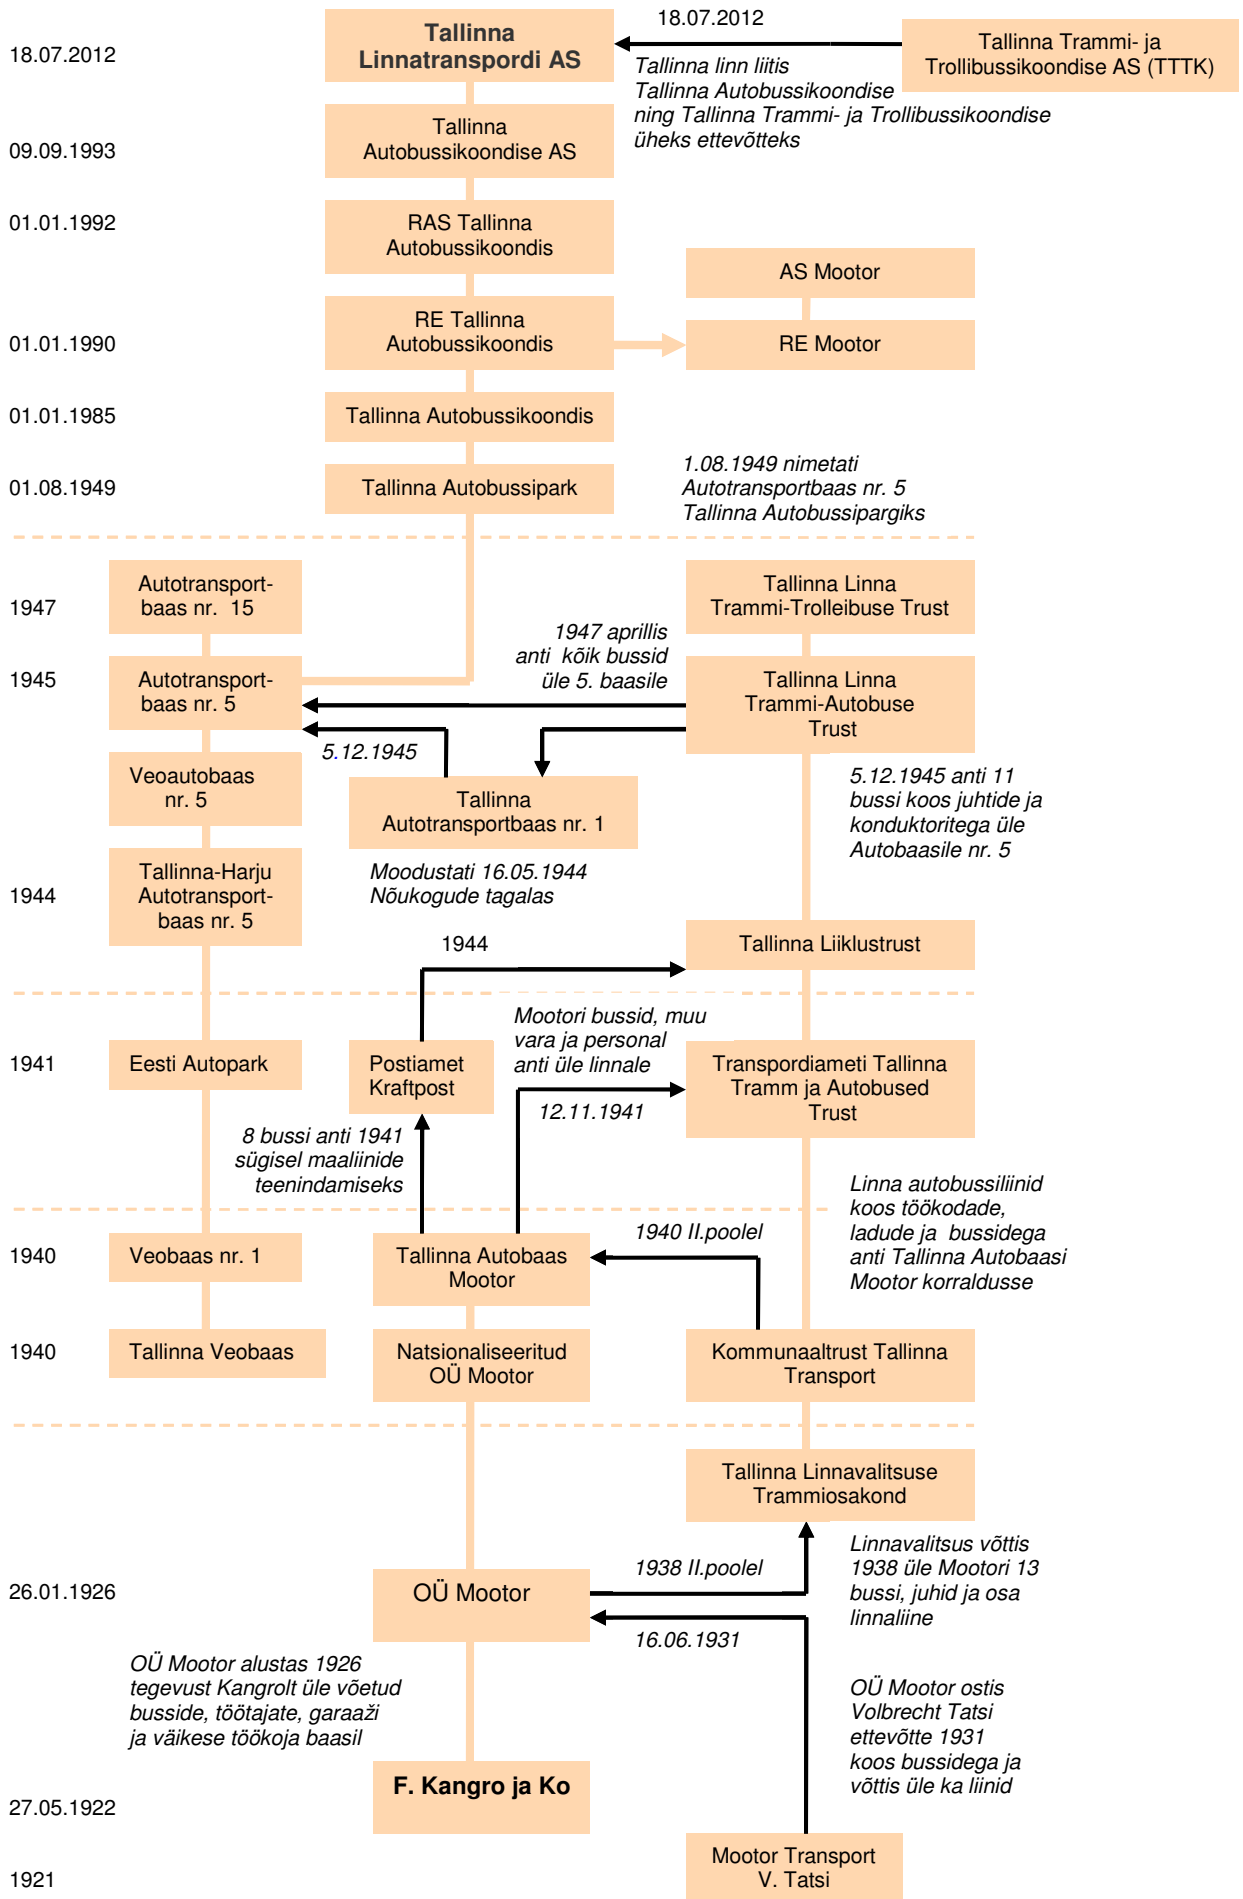 18.07.2012
Tallinna
Linnatranspordi AS
18.07.2012
Tallinna Trammi- ja
Trollibussikoondise AS (TTTK)
Tallinna linn liitis
Tallinna Autobussikoondise
ning Tallinna Trammi- ja Trollibussikoondise
üheks ettevõtteks
09.09.1993
Tallinna
Autobussikoondise AS
01.01.1992
RAS Tallinna
Autobussikoondis
AS Mootor
01.01.1990
RE Tallinna
Autobussikoondis
RE Mootor
01.01.1985
Tallinna Autobussikoondis
01.08.1949
Tallinna Autobussipark
1.08.1949 nimetati
Autotransportbaas nr. 5
Tallinna Autobussipargiks
1947
Autotransport-
baas nr. 15
Tallinna Linna
Trammi-Trolleibuse Trust
1947 aprillis
anti kõik bussid
üle 5. baasile
1945
Autotransport-
baas nr. 5
Tallinna Linna
Trammi-Autobuse
Trust
5.12.1945
Veoautobaas
nr. 5
Tallinna
Autotransportbaas nr. 1
5.12.1945 anti 11
bussi koos juhtide ja
konduktoritega üle
Autobaasile nr. 5
1944
Tallinna-Harju
Autotransport-
baas nr. 5
Moodustati 16.05.1944
Nõukogude tagalas
1944
Tallinna Liiklustrust
Mootori bussid, muu
vara ja personal
anti üle linnale
1941
Eesti Autopark
Postiamet
Kraftpost
Transpordiameti Tallinna
Tramm ja Autobused
Trust
12.11.1941
8 bussi anti 1941
sügisel maaliinide
teenindamiseks
Linna autobussiliinid
koos töökodade,
ladude ja bussidega
anti Tallinna Autobaasi
Mootor korraldusse
1940
Veobaas nr. 1
Tallinna Autobaas
Mootor
1940 II.poolel
1940
Tallinna Veobaas
Natsionaliseeritud
OÜ Mootor
Kommunaaltrust Tallinna
Transport
Tallinna Linnavalitsuse
Trammiosakond
Linnavalitsus võttis
1938 üle Mootori 13
bussi, juhid ja osa
linnaliine
26.01.1926
OÜ Mootor
1938 II.poolel
16.06.1931
OÜ Mootor alustas 1926
tegevust Kangrolt üle võetud
busside, töötajate, garaaži
ja väikese töökoja baasil
OÜ Mootor ostis
Volbrecht Tatsi
ettevõtte 1931
koos bussidega ja
võttis üle ka liinid
27.05.1922
F. Kangro ja Ko
1921
Mootor Transport
V. Tatsi